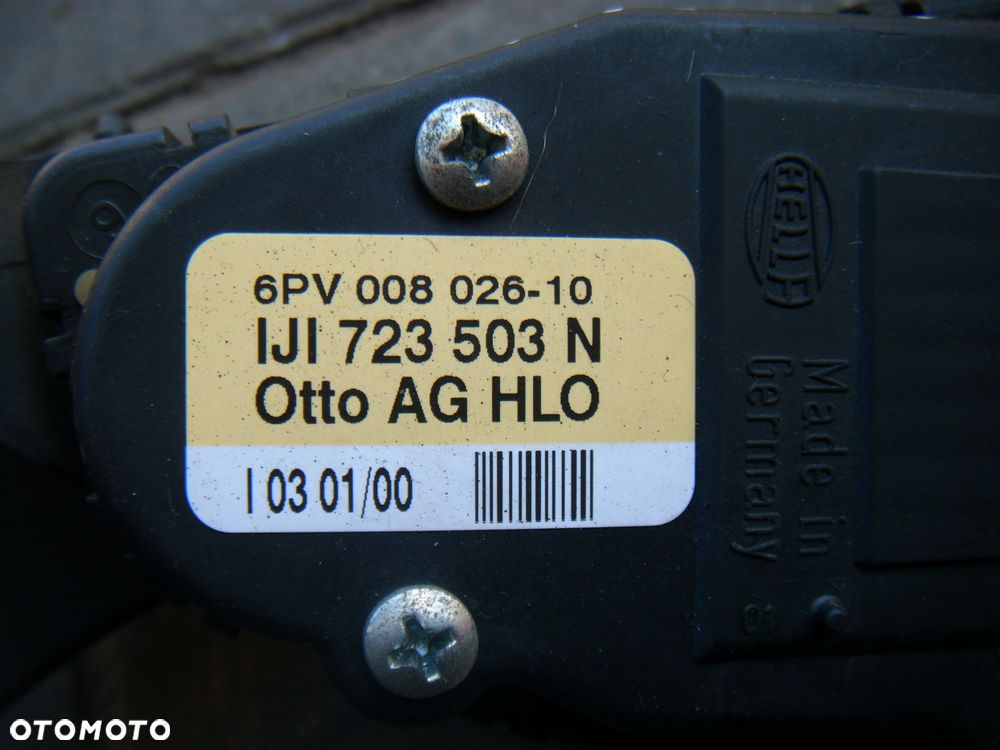 6PV 008 026-10
IJI 723 503 N
Otto AG HLO
I 03 01/00
HELLA
Made in
Germany
OTOMOTO